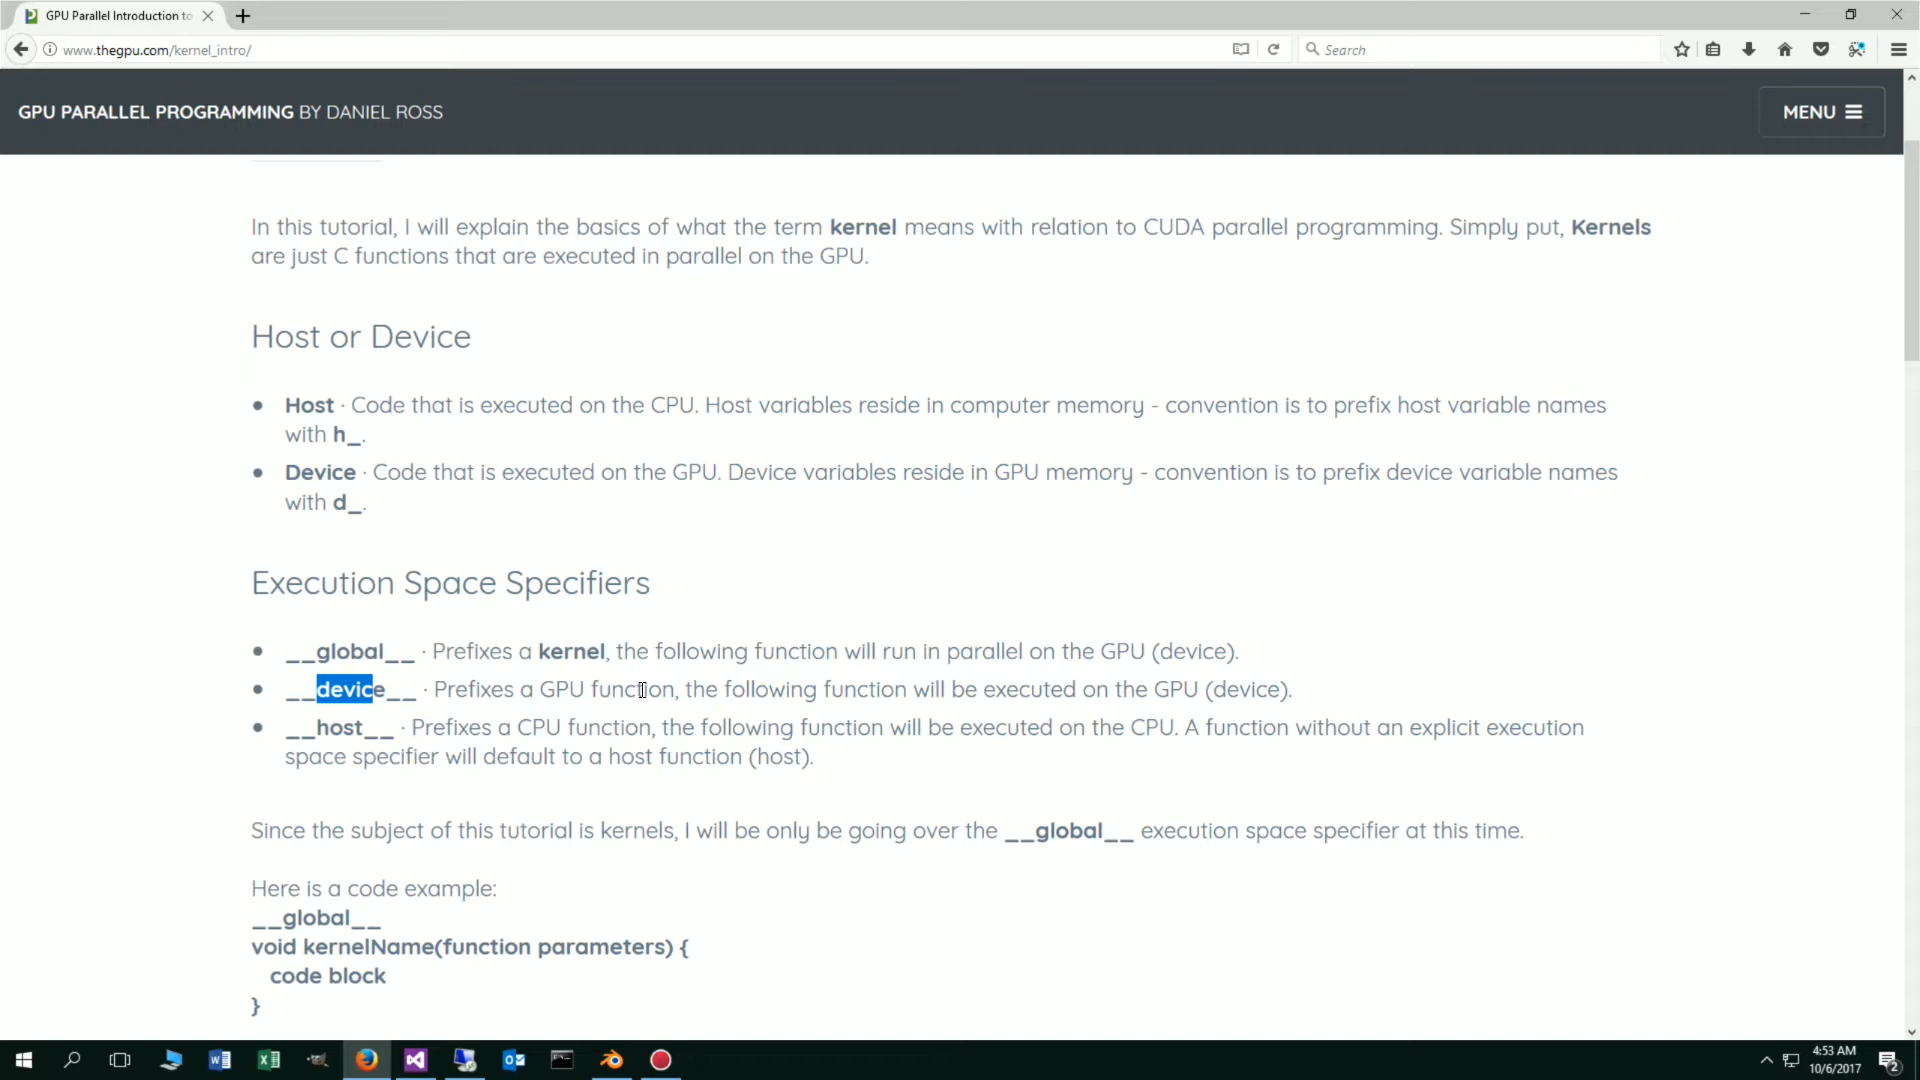 GPU Parallel Introduction to
www.thegpu.com/kernel_intro/
Search
GPU PARALLEL PROGRAMMING BY DANIEL ROSS
MENU
In this tutorial, I will explain the basics of what the term kernel means with relation to CUDA parallel programming. Simply put, Kernels
are just C functions that are executed in parallel on the GPU.
Host or Device
Host · Code that is executed on the CPU. Host variables reside in computer memory - convention is to prefix host variable names
with h_.
Device · Code that is executed on the GPU. Device variables reside in GPU memory - convention is to prefix device variable names
with d_.
Execution Space Specifiers
__global__ · Prefixes a kernel, the following function will run in parallel on the GPU (device).
__device__ · Prefixes a GPU function, the following function will be executed on the GPU (device).
__host__ · Prefixes a CPU function, the following function will be executed on the CPU. A function without an explicit execution
space specifier will default to a host function (host).
Since the subject of this tutorial is kernels, I will be only be going over the __global__ execution space specifier at this time.
Here is a code example:
__global__
void kernelName(function parameters) {
code block
}
4:53 AM
10/6/2017
2